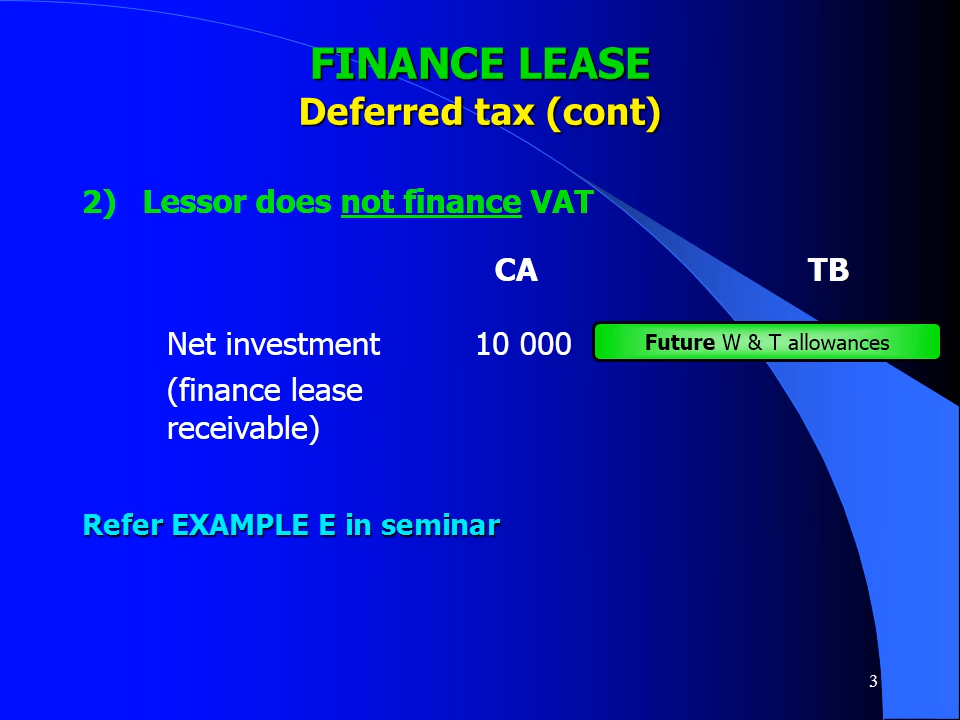 FINANCE LEASE
Deferred tax (cont)
2) Lessor does not finance VAT
CA TB
Net investment 10 000 Future W & T allowances
(finance lease
receivable)
Refer EXAMPLE E in seminar
3